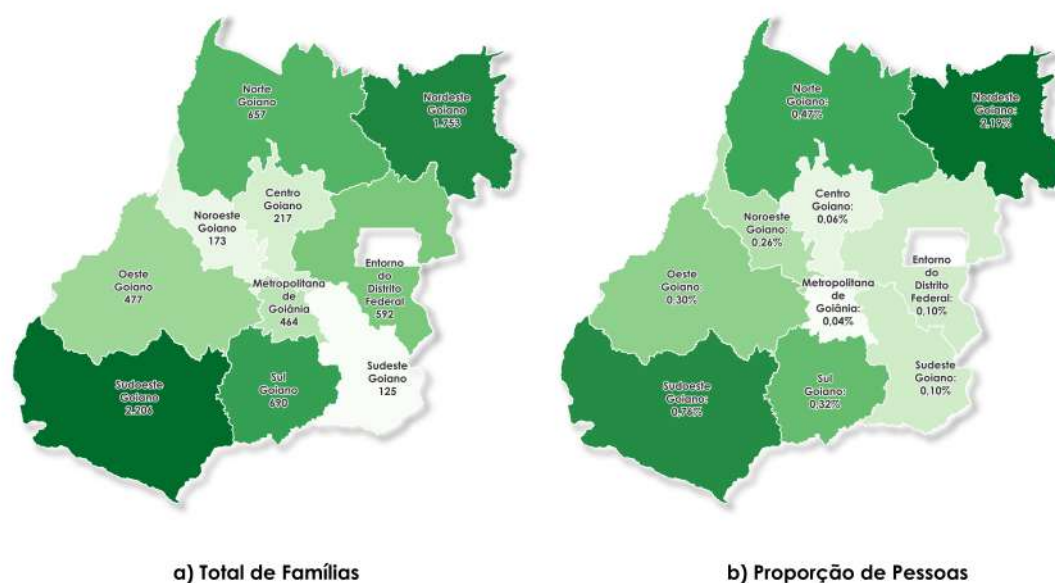 Norte
Goiano
657
Nordeste
Goiano
1.753
Centro
Goiano
217
Noroeste
Goiano
173
Entorno
do
Distrito
Federal
592
Oeste
Goiano
477
Metropolitana
de
Goiânia
464
Sudeste
Goiano
125
Sudoeste
Goiano
2.206
Sul
Goiano
690
a) Total de Famílias
Norte
Goiano:
0,47%
Nordeste
Goiano:
2,19%
Centro
Goiano:
0,06%
Noroeste
Goiano:
0,26%
Entorno
do
Distrito
Federal:
0,10%
Oeste
Goiano:
0,30%
Metropolitana
de
Goiânia:
0,04%
Sudeste
Goiano:
0,10%
Sudoeste
Goiano:
0,76%
Sul
Goiano:
0,32%
b) Proporção de Pessoas